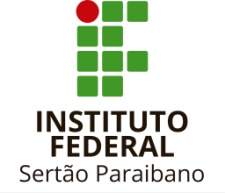 INSTITUTO
FEDERAL
Sertão Paraibano